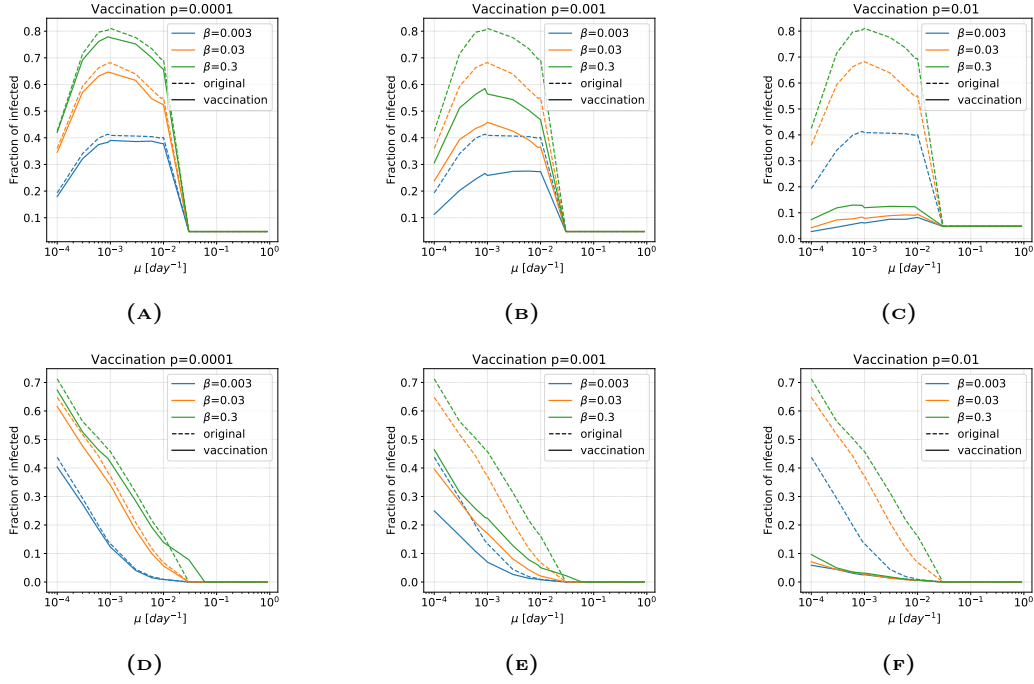 Vaccination p=0.0001
Fraction of infected
0.8
0.7
0.6
0.5
0.4
0.3
0.2
0.1
β=0.003
β=0.03
β=0.3
original
vaccination
10⁻⁴ 10⁻³ 10⁻² 10⁻¹ 10⁰
μ [day⁻¹]
(A)
Vaccination p=0.001
Fraction of infected
0.8
0.7
0.6
0.5
0.4
0.3
0.2
0.1
β=0.003
β=0.03
β=0.3
original
vaccination
10⁻⁴ 10⁻³ 10⁻² 10⁻¹ 10⁰
μ [day⁻¹]
(B)
Vaccination p=0.01
Fraction of infected
0.8
0.7
0.6
0.5
0.4
0.3
0.2
0.1
0.0
β=0.003
β=0.03
β=0.3
original
vaccination
10⁻⁴ 10⁻³ 10⁻² 10⁻¹ 10⁰
μ [day⁻¹]
(C)
Vaccination p=0.0001
Fraction of infected
0.7
0.6
0.5
0.4
0.3
0.2
0.1
0.0
β=0.003
β=0.03
β=0.3
original
vaccination
10⁻⁴ 10⁻³ 10⁻² 10⁻¹ 10⁰
μ [day⁻¹]
(D)
Vaccination p=0.001
Fraction of infected
0.7
0.6
0.5
0.4
0.3
0.2
0.1
0.0
β=0.003
β=0.03
β=0.3
original
vaccination
10⁻⁴ 10⁻³ 10⁻² 10⁻¹ 10⁰
μ [day⁻¹]
(E)
Vaccination p=0.01
Fraction of infected
0.7
0.6
0.5
0.4
0.3
0.2
0.1
0.0
β=0.003
β=0.03
β=0.3
original
vaccination
10⁻⁴ 10⁻³ 10⁻² 10⁻¹ 10⁰
μ [day⁻¹]
(F)